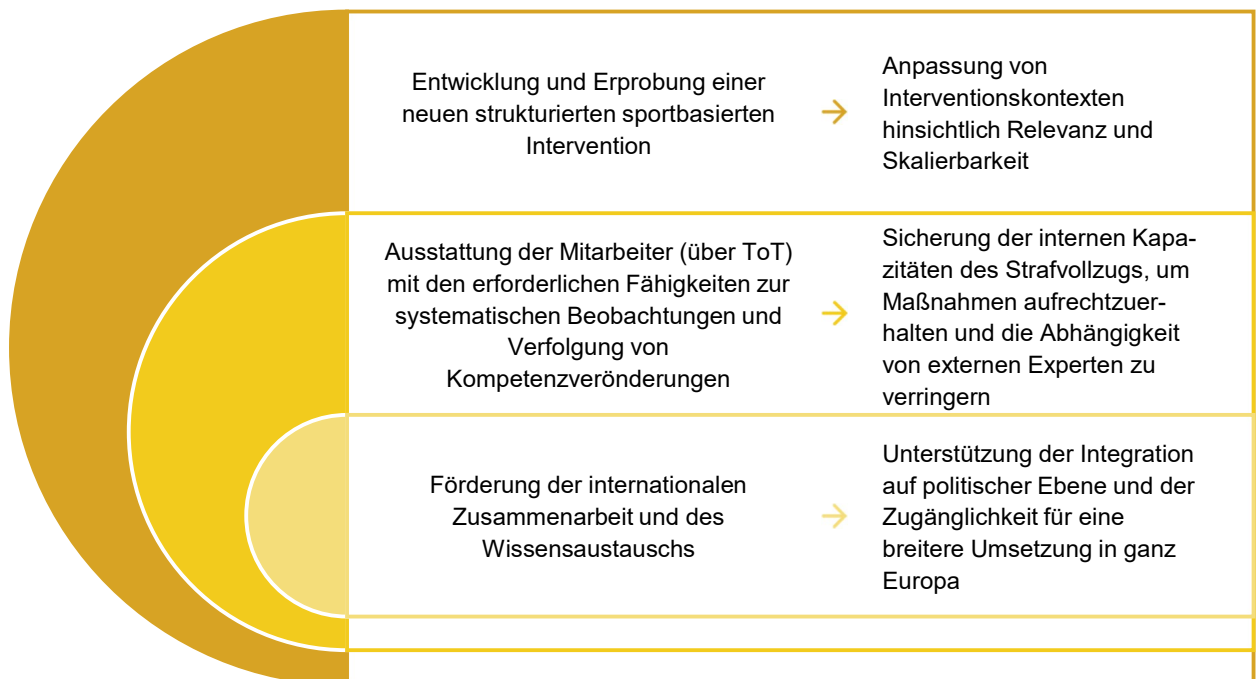 Entwicklung und Erprobung einer
neuen strukturierten sportbasierten
Intervention
Anpassung von
Interventionskontexten
hinsichtlich Relevanz und
Skalierbarkeit
Ausstattung der Mitarbeiter (über ToT)
mit den erforderlichen Fähigkeiten zur
systematischen Beobachtungen und
Verfolgung von
Kompetenzverönderungen
Sicherung der internen Kapa-
zitäten des Strafvollzugs, um
Maßnahmen aufrechtzuer-
halten und die Abhängigkeit
von externen Experten zu
verringern
Förderung der internationalen
Zusammenarbeit und des
Wissensaustauschs
Unterstützung der Integration
auf politischer Ebene und der
Zugänglichkeit für eine
breitere Umsetzung in ganz
Europa